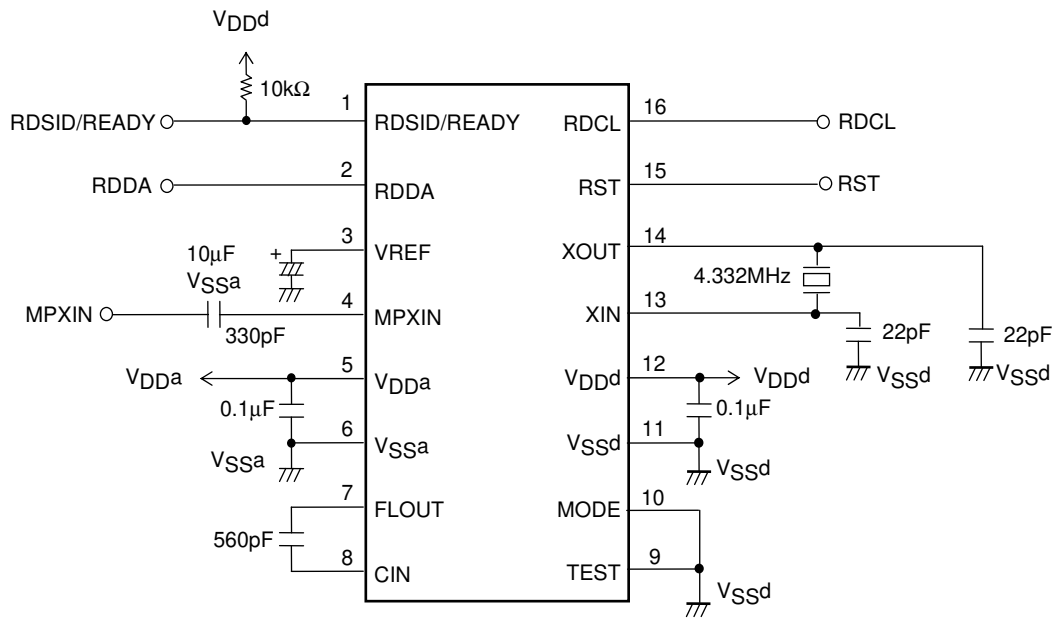 VDDd
10kΩ
1
16
RDSID/READY
RDSID/READY
RDCL
RDCL
2
15
RDDA
RDDA
RST
RST
3
14
10μF
+
VREF
XOUT
VSSa
4.332MHz
4
13
MPXIN
MPXIN
XIN
330pF
22pF
22pF
5
12
VDDa
VDDa
VDDd
VDDd
VSSd
VSSd
0.1μF
0.1μF
6
11
VSSa
VSSa
VSSd
VSSd
7
10
FLOUT
MODE
560pF
8
9
CIN
TEST
VSSd